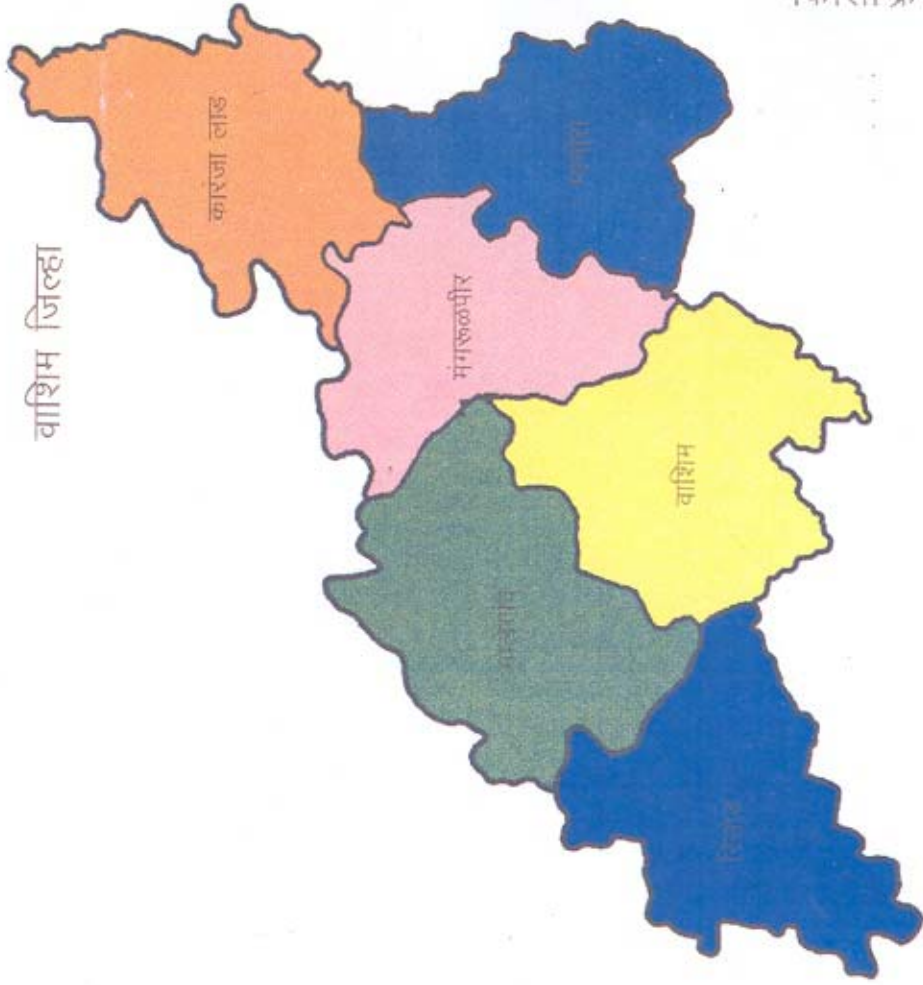 वाशिम जिल्हा
कारंजा लाड
मानोरा
मंगरुळपीर
वाशिम
रिसोड